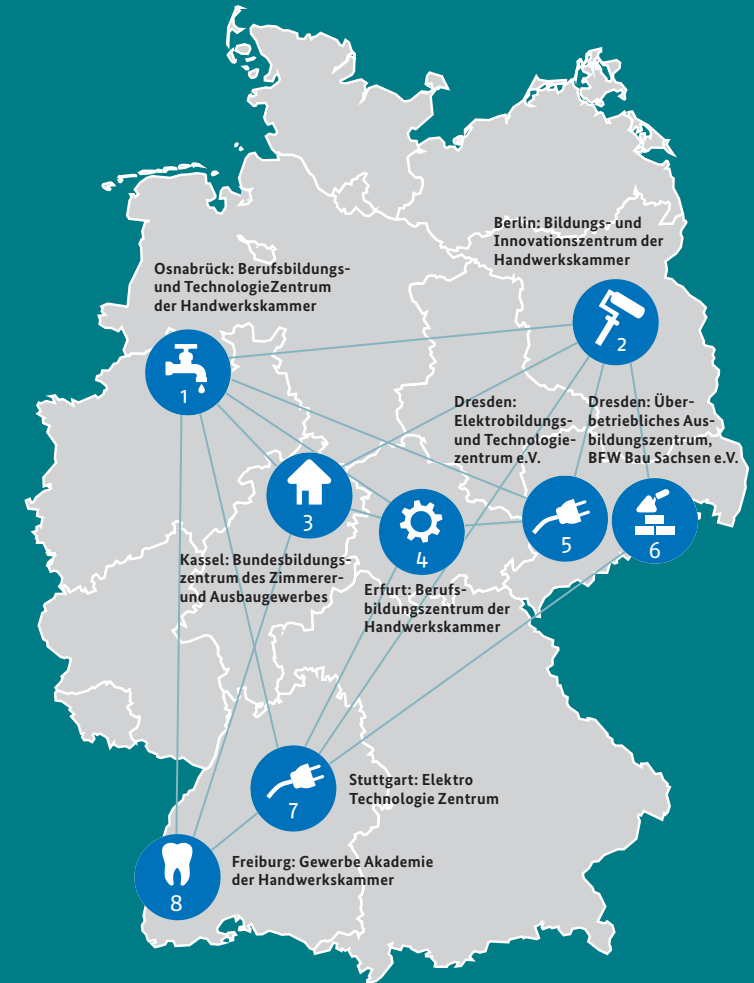 Berlin: Bildungs- und
Innovationszentrum der
Handwerkskammer
2
Osnabrück: Berufsbildungs-
und TechnologieZentrum
der Handwerkskammer
1
Dresden:
Elektrobildungs-
und Technologie-
zentrum e.V.
5
Dresden: Über-
betriebliches Aus-
bildungszentrum,
BFW Bau Sachsen e.V.
6
3
Kassel: Bundesbildungs-
zentrum des Zimmerer-
und Ausbaugewerbes
4
Erfurt: Berufs-
bildungszentrum der
Handwerkskammer
7
Stuttgart: Elektro
Technologie Zentrum
8
Freiburg: Gewerbe Akademie
der Handwerkskammer